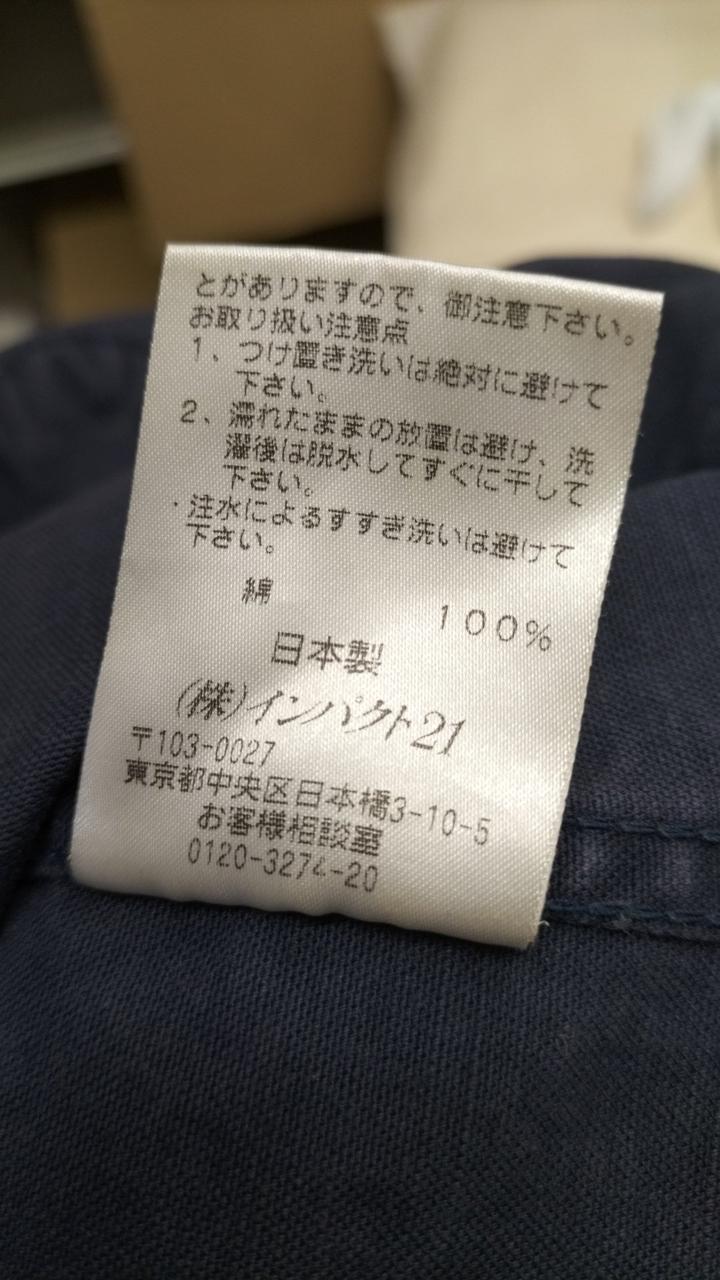 とがありますので、御注意下さい。
お取り扱い注意点
1、つけ置き洗いは絶対に避けて
下さい。
2、濡れたままの放置は避け、洗
濯後は脱水してすぐに干して
下さい。
・注水によるすすぎ洗いは避けて
下さい。
綿 100%
日本製
(株)インパクト21
〒103-0027
東京都中央区日本橋3-10-5
お客様相談室
0120-3274-20